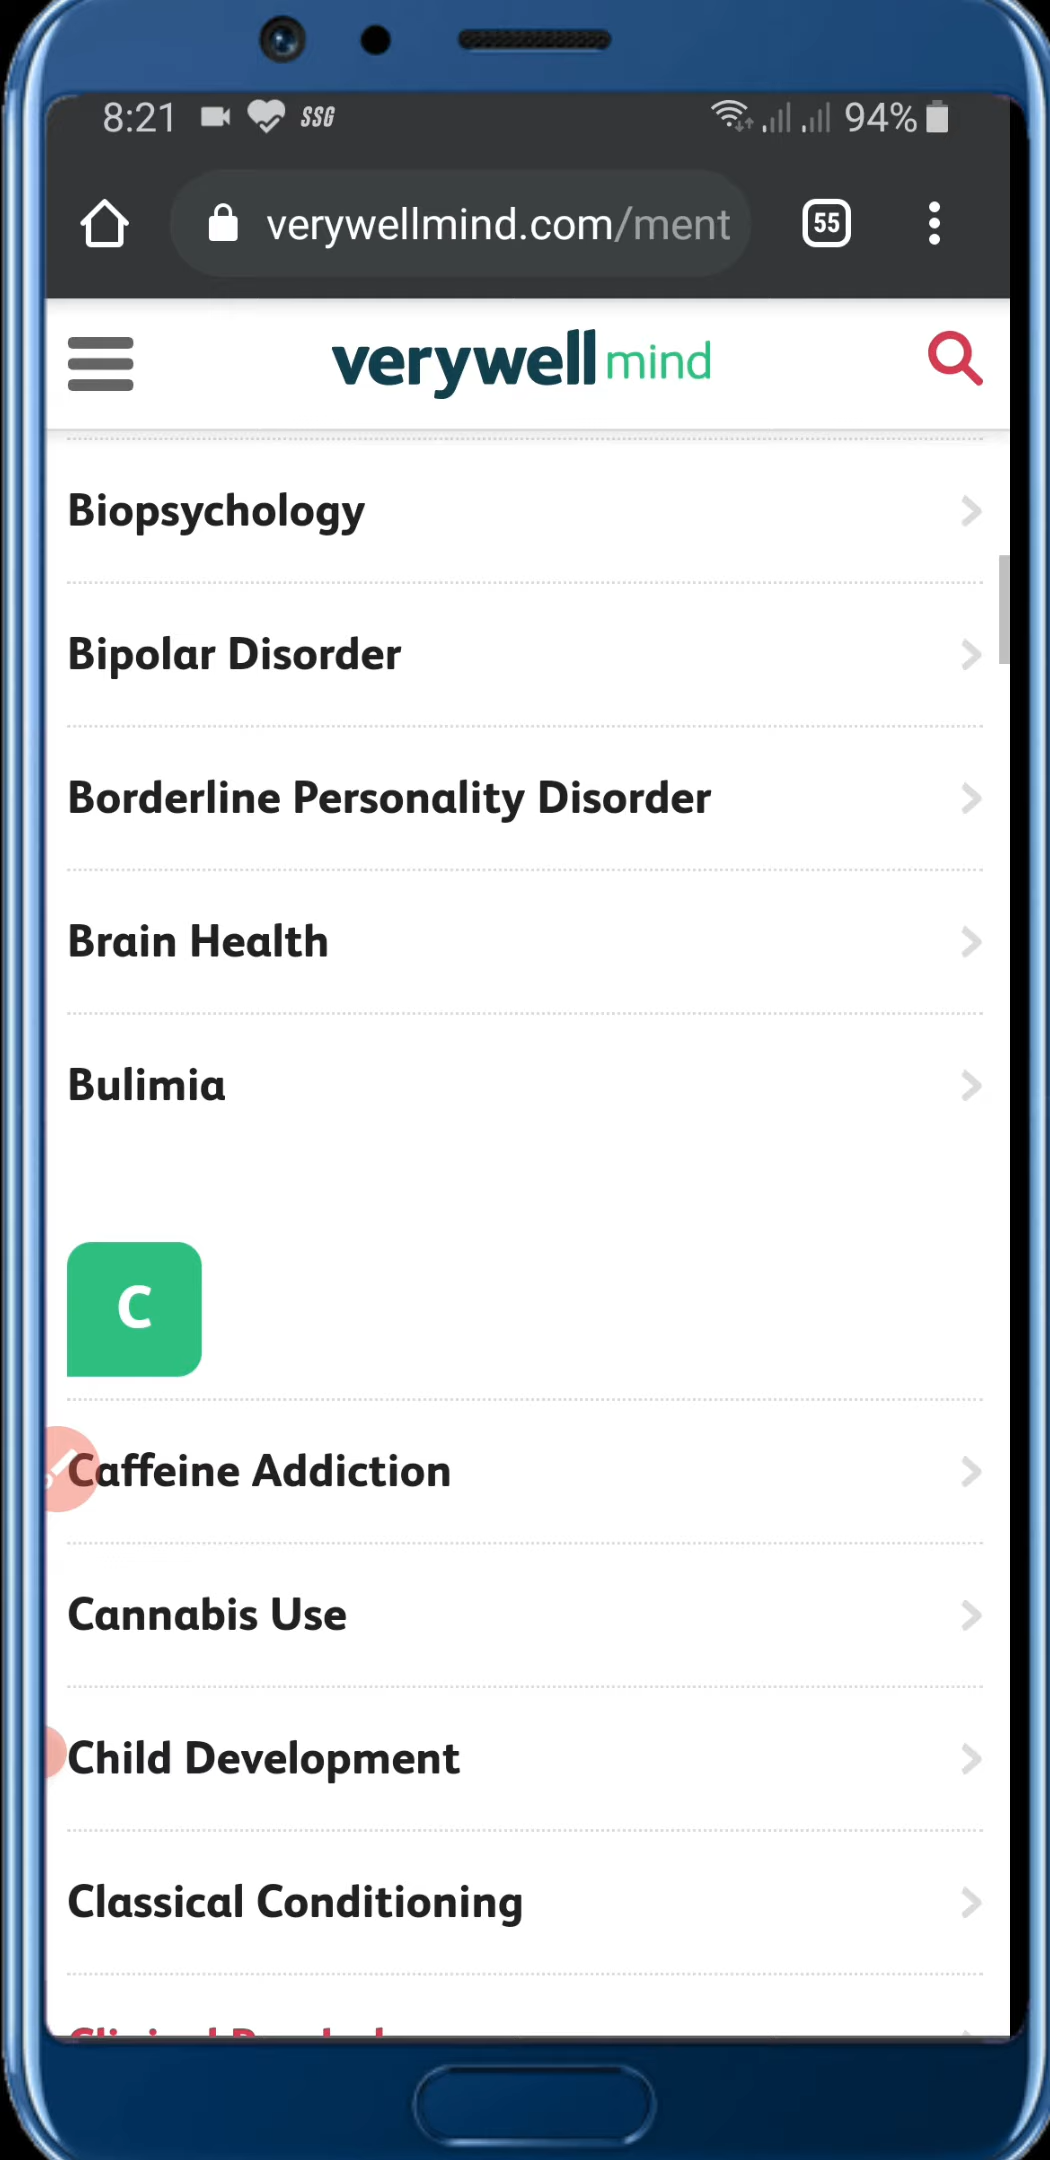 8:21 SSG 94%
verywellmind.com/ment 55
verywell mind
Biopsychology
Bipolar Disorder
Borderline Personality Disorder
Brain Health
Bulimia
C
Caffeine Addiction
Cannabis Use
Child Development
Classical Conditioning